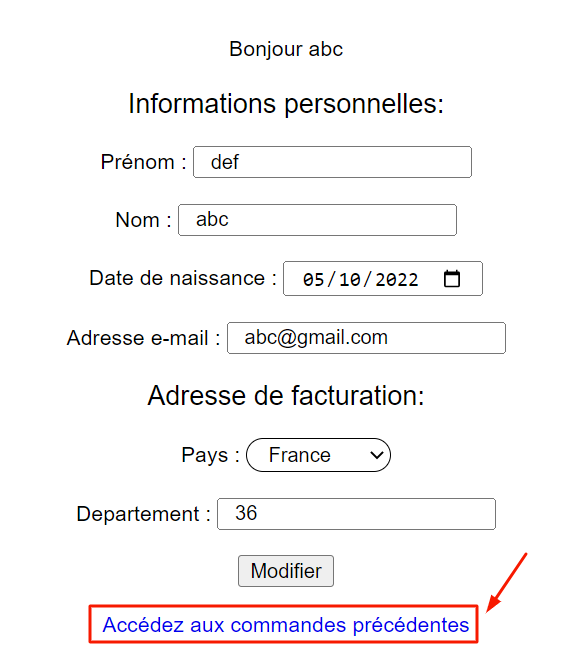 Bonjour abc
Informations personnelles:
Prénom : def
Nom : abc
Date de naissance : 05/10/2022
Adresse e-mail : abc@gmail.com
Adresse de facturation:
Pays : France
Departement : 36
Modifier
Accédez aux commandes précédentes